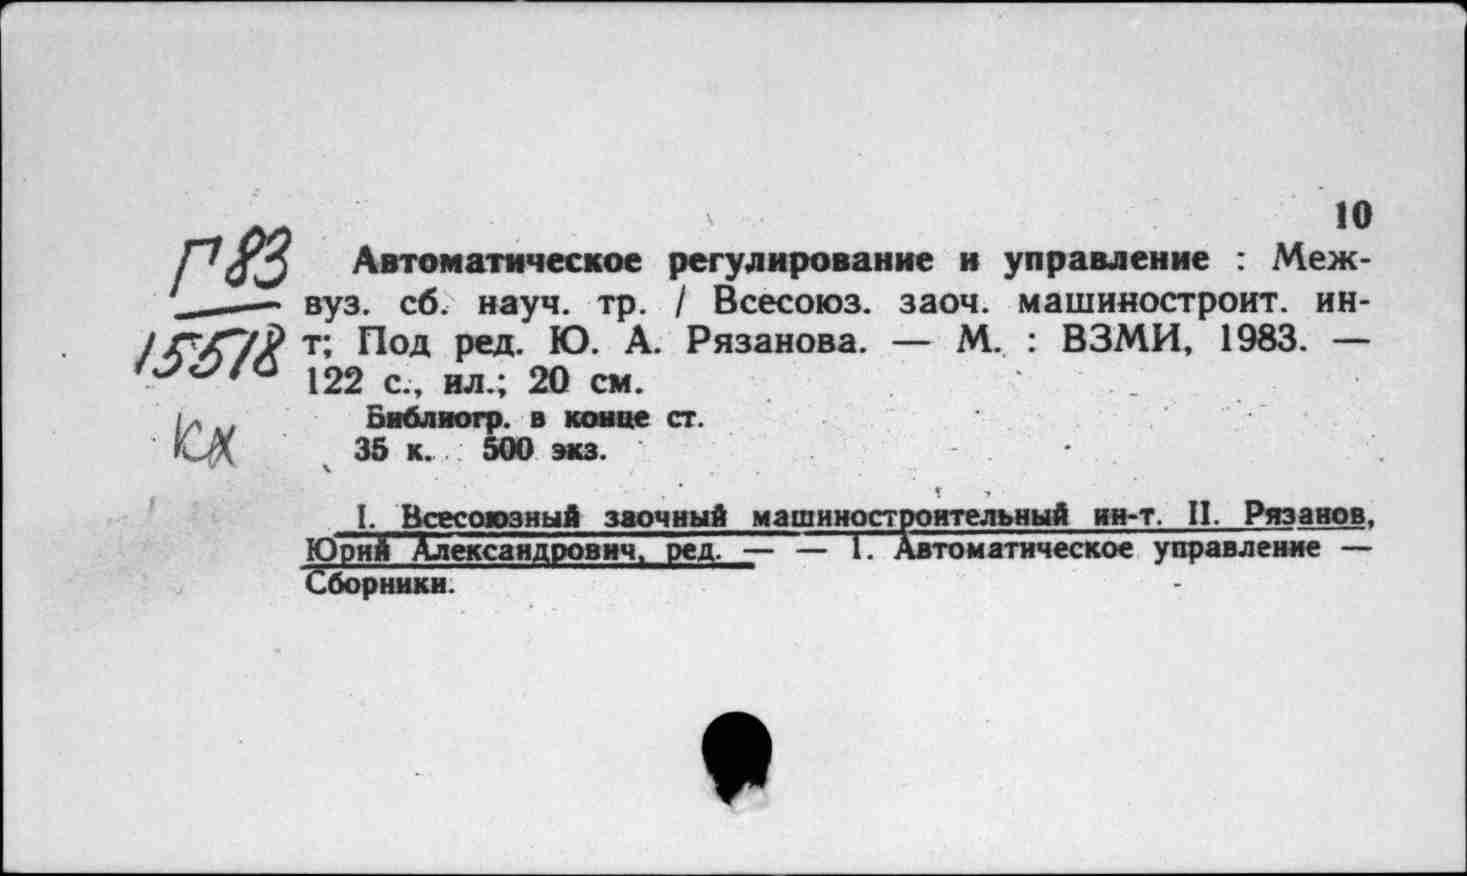 10
Г83
Автоматическое регулирование и управление : Меж-
вуз. сб. науч. тр. / Всесоюз. заоч. машиностроит. ин-
15578
т; Под ред. Ю. А. Рязанова. — М. : ВЗМИ, 1983. —
122 с., ил.; 20 см.
Библиогр. в конце ст.
кх
35 к. 500 экз.
I. Всесоюзный заочный машиностроительный ин-т. II. Рязанов,
Юрий Александрович, ред. — — 1. Автоматическое управление —
Сборники.